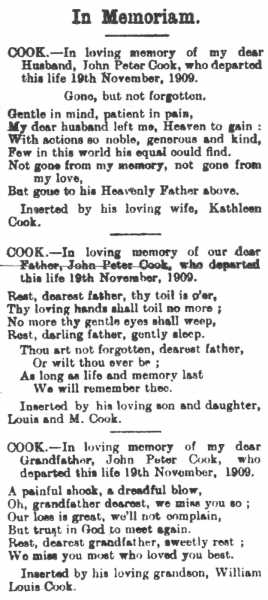 In Memoriam.
COOK.—In loving memory of my dear
Husband, John Peter Cook, who departed
this life 19th November, 1909.
Gone, but not forgotten.
Gentle in mind, patient in pain,
My dear husband left me, Heaven to gain :
With actions so noble, generous and kind,
Few in this world his equal could find.
Not gone from my memory, not gone from
my love,
But gone to his Heavenly Father above.
Inserted by his loving wife, Kathleen
Cook.
COOK.—In loving memory of our dear
Father, John Peter Cook, who departed
this life 19th November, 1909.
Rest, dearest father, thy toil is o'er,
Thy loving hands shall toil no more ;
No more thy gentle eyes shall weep,
Rest, darling father, gently sleep.
Thou art not forgotten, dearest father,
Or wilt thou ever be ;
As long as life and memory last
We will remember thee.
Inserted by his loving son and daughter,
Louis and M. Cook.
COOK.—In loving memory of my dear
Grandfather, John Peter Cook, who
departed this life 19th November, 1909.
A painful shock, a dreadful blow,
Oh, grandfather dearest, we miss you so ;
Our loss is great, we'll not complain,
But trust in God to meet again.
Rest, dearest grandfather, sweetly rest ;
We miss you most who loved you best.
Inserted by his loving grandson, William
Louis Cook.